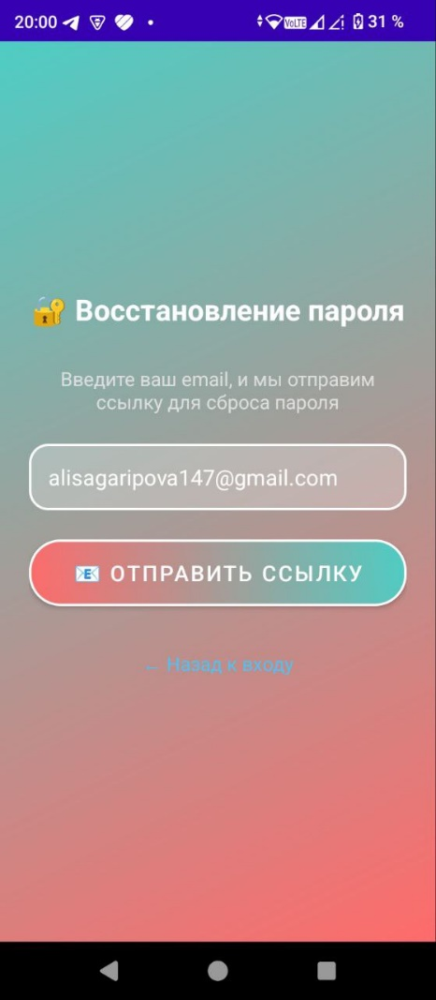 20:00 VoLTE 31 %
🔐 Восстановление пароля
Введите ваш email, и мы отправим
ссылку для сброса пароля
alisagaripova147@gmail.com
📧 ОТПРАВИТЬ ССЫЛКУ
← Назад к входу